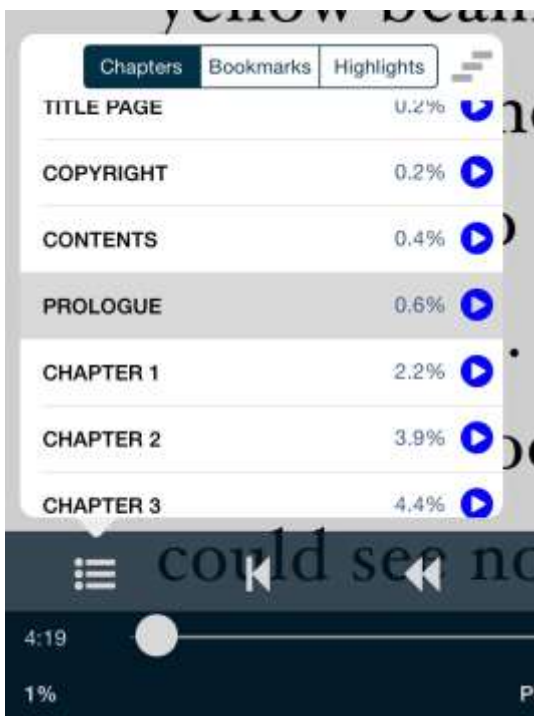 yellow
Chapters Bookmarks Highlights
TITLE PAGE 0.2%
COPYRIGHT 0.2%
CONTENTS 0.4%
PROLOGUE 0.6%
CHAPTER 1 2.2%
CHAPTER 2 3.9%
CHAPTER 3 4.4%
could see
4:19
1%